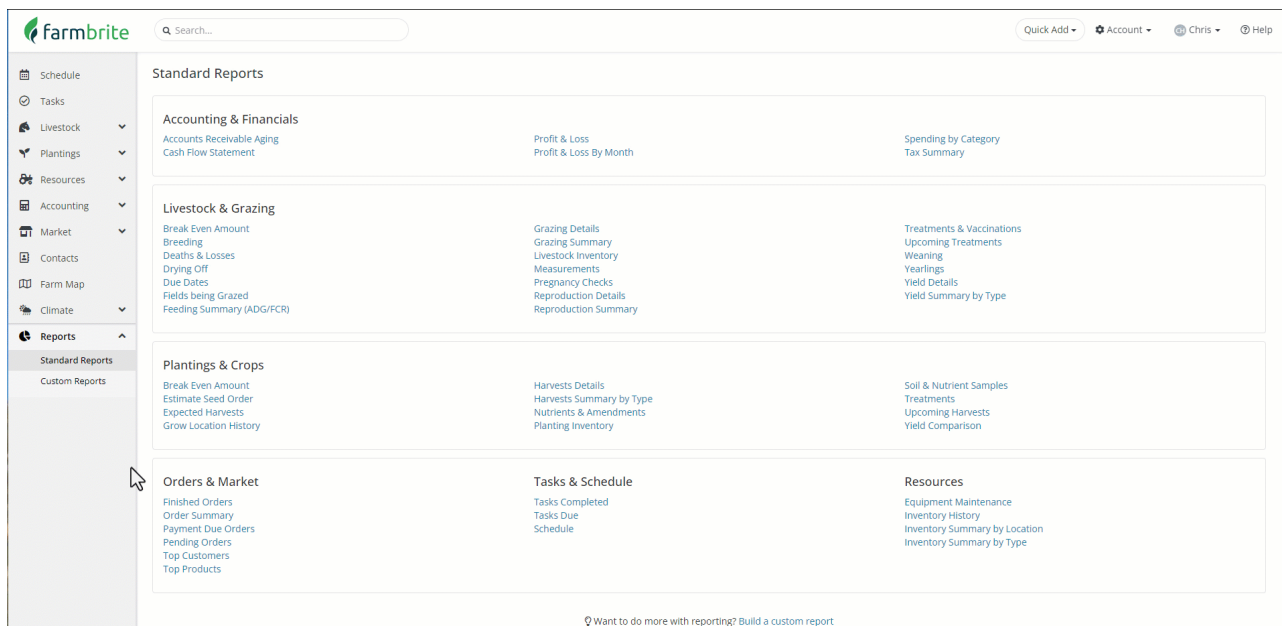 farmbrite
Search...
Quick Add
Account
CH Chris
Help
Schedule
Tasks
Livestock
Plantings
Resources
Accounting
Market
Contacts
Farm Map
Climate
Reports
Standard Reports
Custom Reports
Standard Reports
Accounting & Financials
Accounts Receivable Aging
Cash Flow Statement
Profit & Loss
Profit & Loss By Month
Spending by Category
Tax Summary
Livestock & Grazing
Break Even Amount
Breeding
Deaths & Losses
Drying Off
Due Dates
Fields being Grazed
Feeding Summary (ADG/FCR)
Grazing Details
Grazing Summary
Livestock Inventory
Measurements
Pregnancy Checks
Reproduction Details
Reproduction Summary
Treatments & Vaccinations
Upcoming Treatments
Weaning
Yearlings
Yield Details
Yield Summary by Type
Plantings & Crops
Break Even Amount
Estimate Seed Order
Expected Harvests
Grow Location History
Harvests Details
Harvests Summary by Type
Nutrients & Amendments
Planting Inventory
Soil & Nutrient Samples
Treatments
Upcoming Harvests
Yield Comparison
Orders & Market
Finished Orders
Order Summary
Payment Due Orders
Pending Orders
Top Customers
Top Products
Tasks & Schedule
Tasks Completed
Tasks Due
Schedule
Resources
Equipment Maintenance
Inventory History
Inventory Summary by Location
Inventory Summary by Type
Want to do more with reporting? Build a custom report